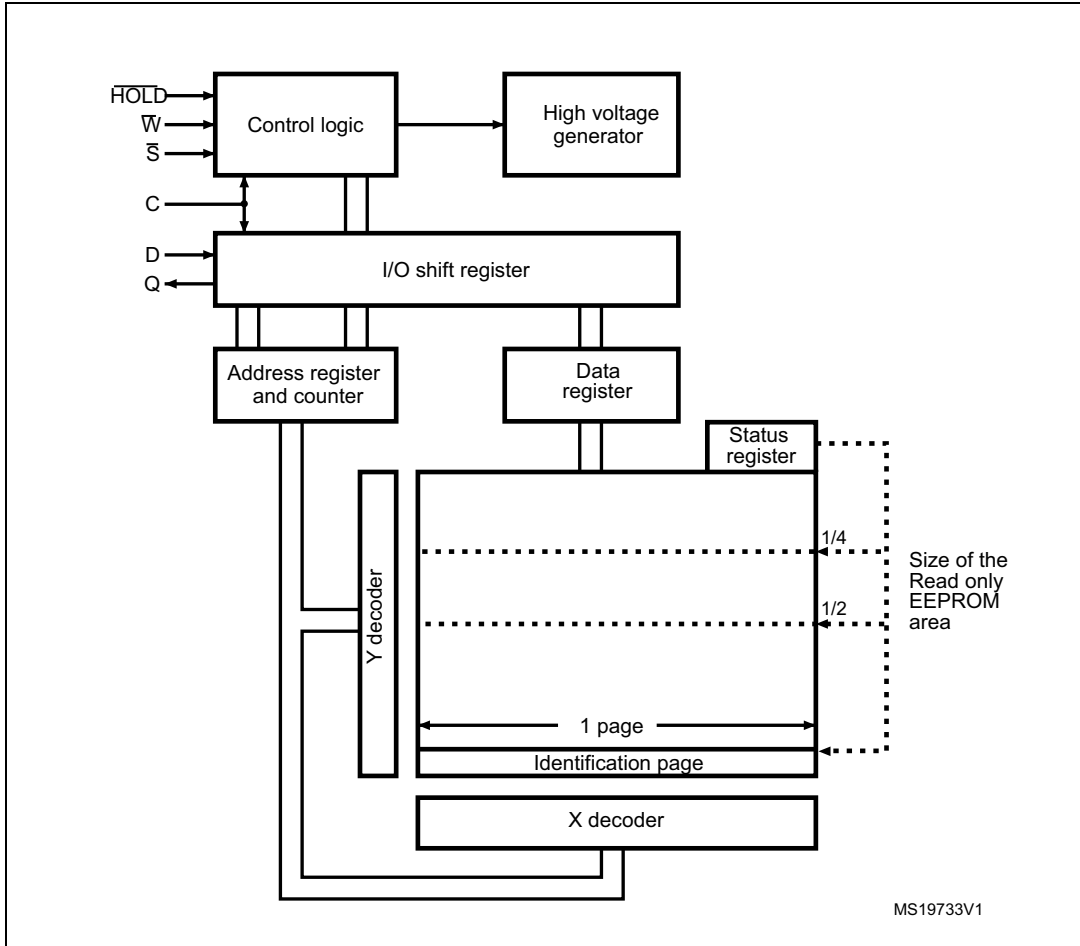 H̅O̅L̅D̅
W̅
S̅
C
D
Q
Control logic
High voltage
generator
I/O shift register
Address register
and counter
Data
register
Status
register
Y decoder
1/4
1/2
Size of the
Read only
EEPROM
area
1 page
Identification page
X decoder
MS19733V1